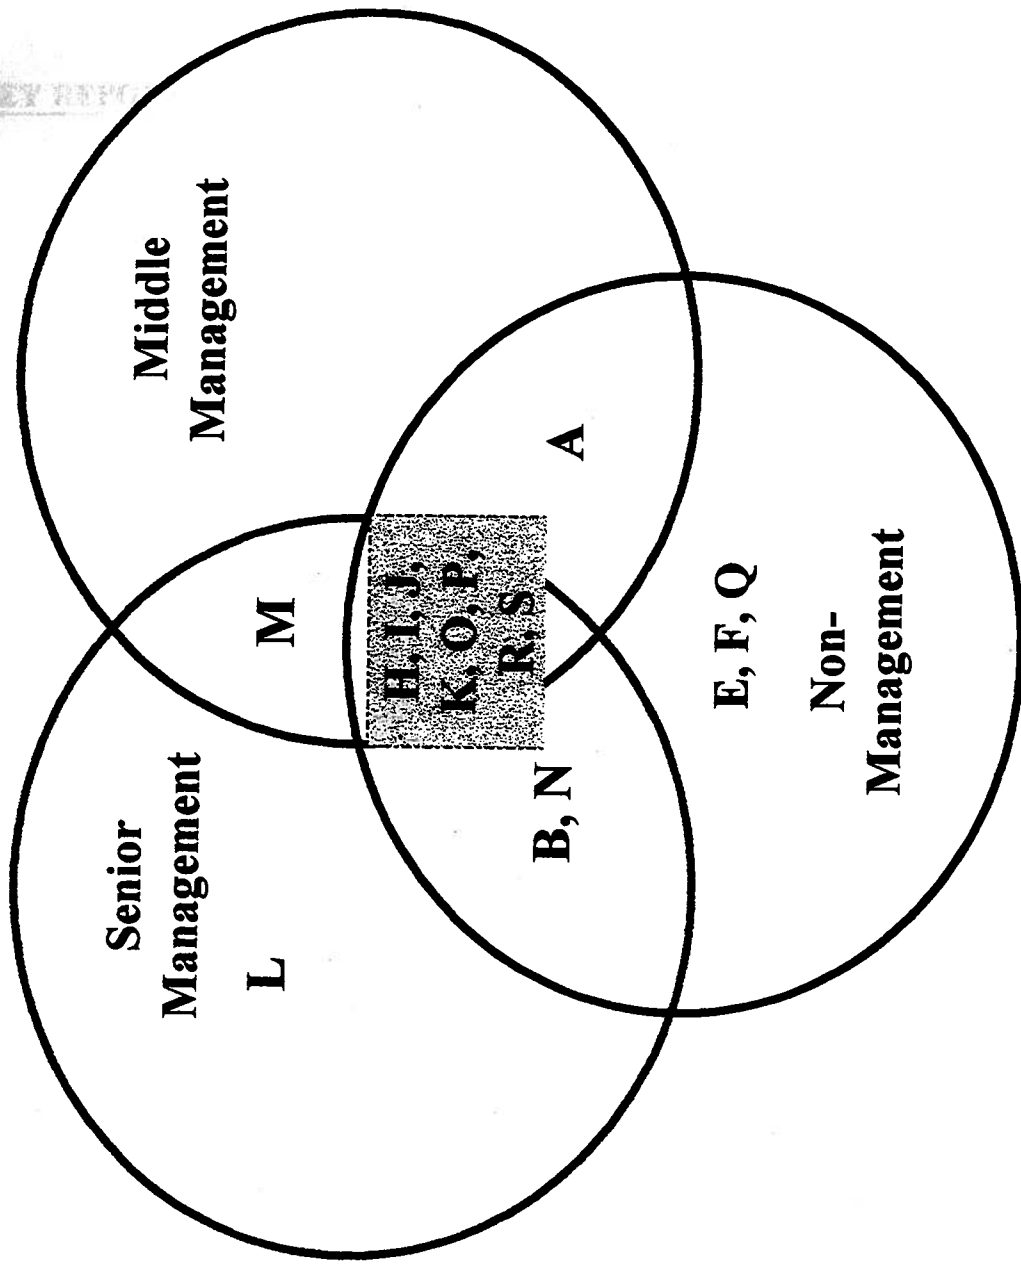 Senior
Management
Middle
Management
L
M
H, I, J,
K, O, P,
R, S
B, N
A
E, F, Q
Non-
Management